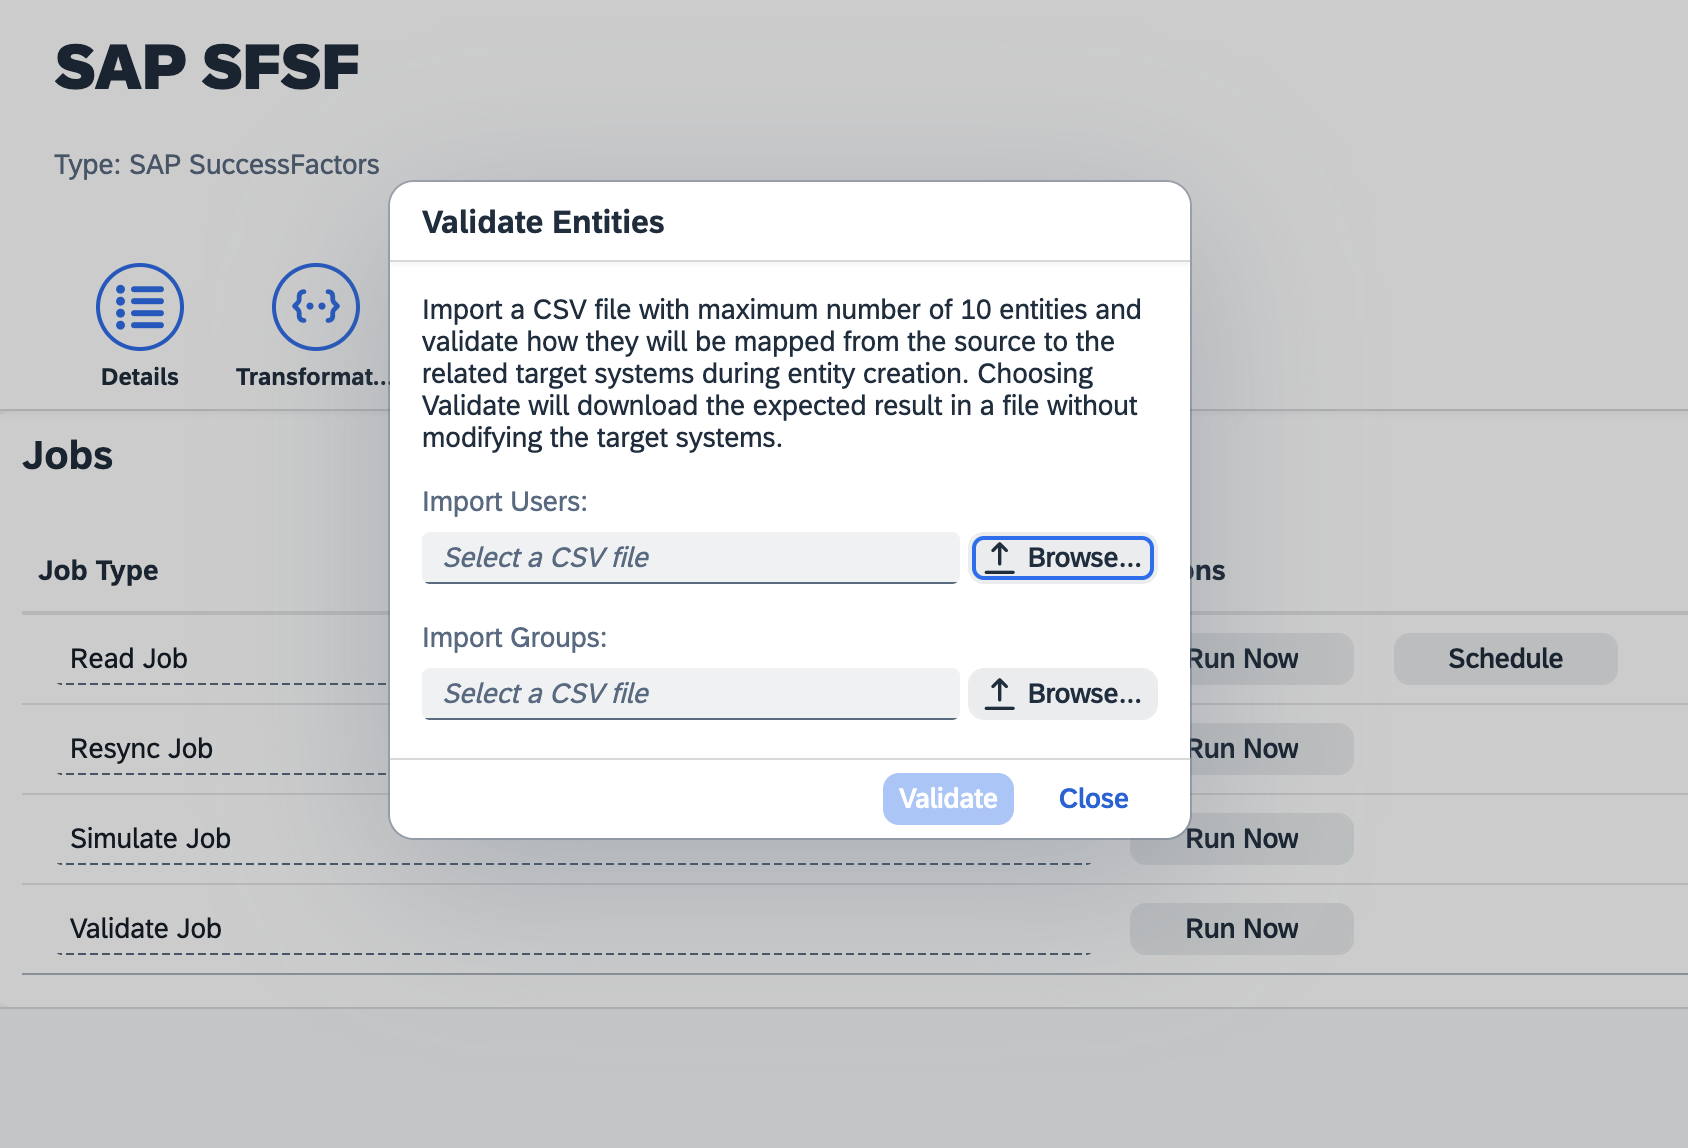 SAP SFSF
Type: SAP SuccessFactors
Details
Transformat...
Validate Entities
Import a CSV file with maximum number of 10 entities and
validate how they will be mapped from the source to the
related target systems during entity creation. Choosing
Validate will download the expected result in a file without
modifying the target systems.
Import Users:
Select a CSV file
Browse...
Import Groups:
Select a CSV file
Browse...
Validate
Close
Jobs
Job Type
ons
Read Job
Run Now
Schedule
Resync Job
Run Now
Simulate Job
Run Now
Validate Job
Run Now